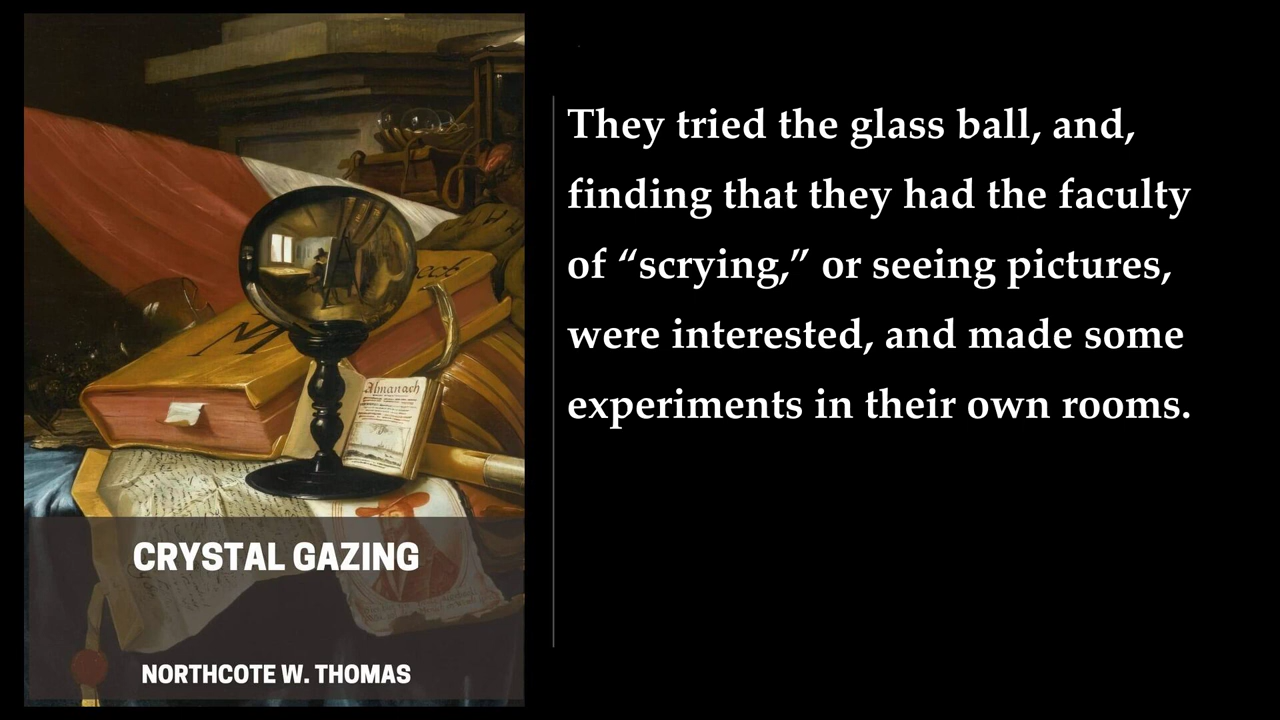 They tried the glass ball, and,
finding that they had the faculty
of “scrying,” or seeing pictures,
were interested, and made some
experiments in their own rooms.
Almanach
M
CRYSTAL GAZING
NORTHCOTE W. THOMAS